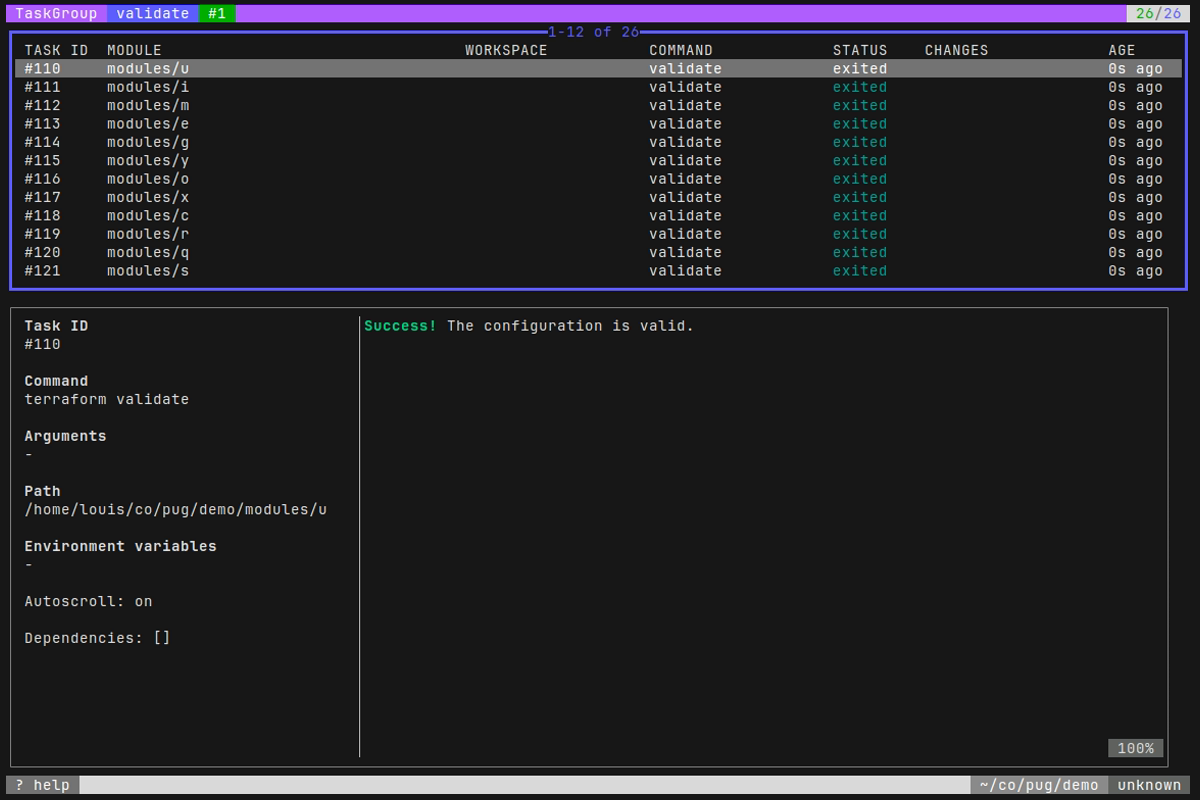 TaskGroup validate #1 26/26
1-12 of 26
TASK ID MODULE WORKSPACE COMMAND STATUS CHANGES AGE
#110 modules/u validate exited 0s ago
#111 modules/i validate exited 0s ago
#112 modules/m validate exited 0s ago
#113 modules/e validate exited 0s ago
#114 modules/g validate exited 0s ago
#115 modules/y validate exited 0s ago
#116 modules/o validate exited 0s ago
#117 modules/x validate exited 0s ago
#118 modules/c validate exited 0s ago
#119 modules/r validate exited 0s ago
#120 modules/q validate exited 0s ago
#121 modules/s validate exited 0s ago
Task ID
#110
Command
terraform validate
Arguments
-
Path
/home/louis/co/pug/demo/modules/u
Environment variables
-
Autoscroll: on
Dependencies: []
Success! The configuration is valid.
100%
? help ~/co/pug/demo unknown